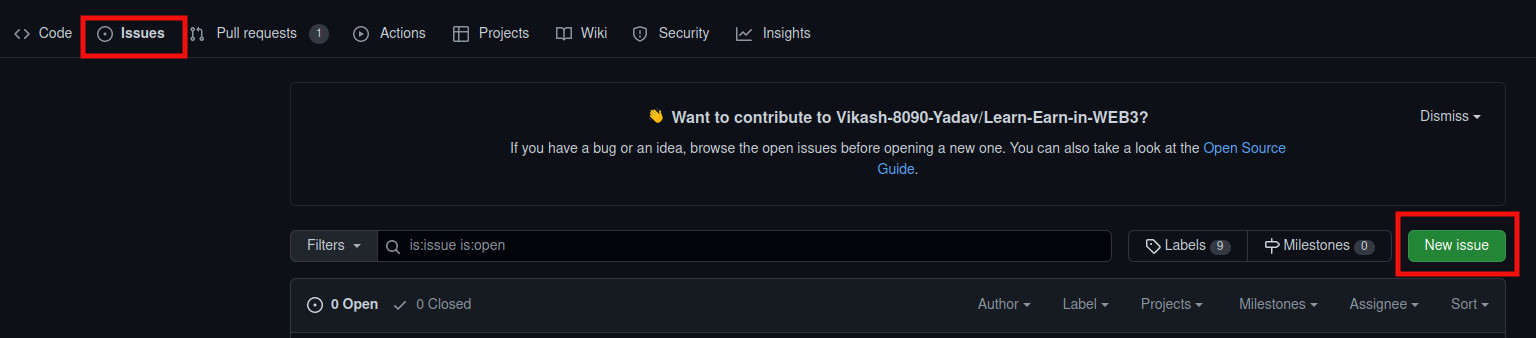 Code Issues Pull requests 1 Actions Projects Wiki Security Insights
Want to contribute to Vikash-8090-Yadav/Learn-Earn-in-WEB3? Dismiss
If you have a bug or an idea, browse the open issues before opening a new one. You can also take a look at the Open Source
Guide.
Filters is:issue is:open Labels 9 Milestones 0 New issue
0 Open 0 Closed Author Label Projects Milestones Assignee Sort